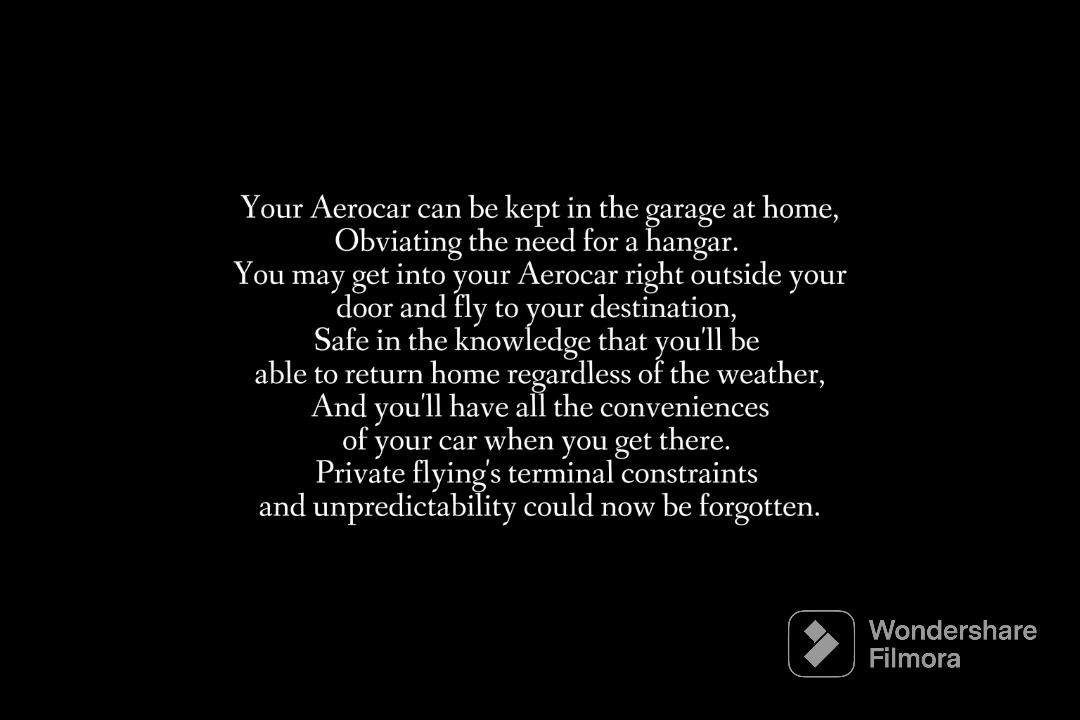 Your Aerocar can be kept in the garage at home,
Obviating the need for a hangar.
You may get into your Aerocar right outside your
door and fly to your destination,
Safe in the knowledge that you'll be
able to return home regardless of the weather,
And you'll have all the conveniences
of your car when you get there.
Private flying's terminal constraints
and unpredictability could now be forgotten.
Wondershare
Filmora